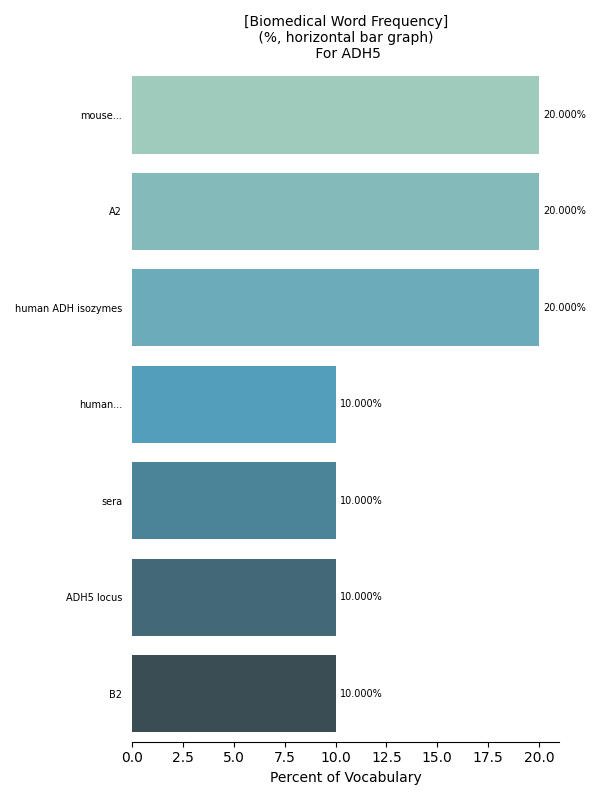 [Biomedical Word Frequency]
(%, horizontal bar graph)
For ADH5
mouse... 20.000%
A2 20.000%
human ADH isozymes 20.000%
human... 10.000%
sera 10.000%
ADH5 locus 10.000%
B2 10.000%
0.0 2.5 5.0 7.5 10.0 12.5 15.0 17.5 20.0
Percent of Vocabulary